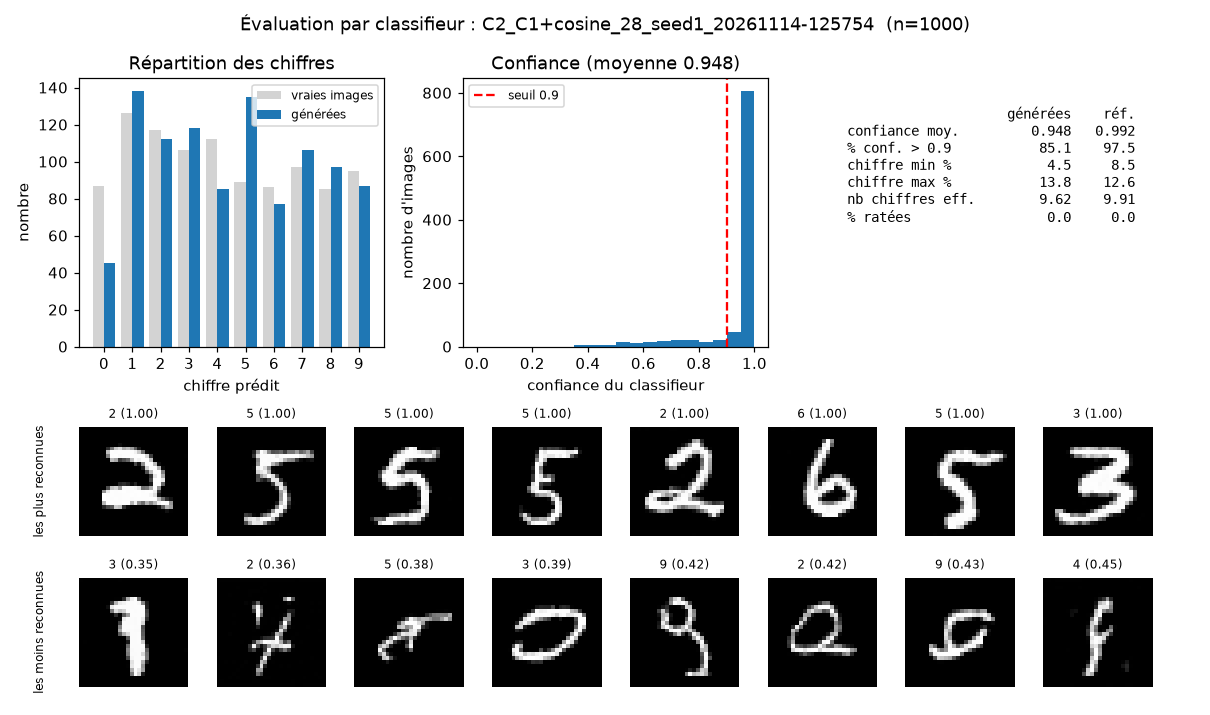 Évaluation par classifieur : C2_C1+cosine_28_seed1_20261114-125754 (n=1000)
Répartition des chiffres
140
120
100
80
60
40
20
0
nombre
vraies images
générées
0 1 2 3 4 5 6 7 8 9
chiffre prédit
Confiance (moyenne 0.948)
800
600
400
200
0
nombre d'images
seuil 0.9
0.0 0.2 0.4 0.6 0.8 1.0
confiance du classifieur
générées réf.
confiance moy. 0.948 0.992
% conf. > 0.9 85.1 97.5
chiffre min % 4.5 8.5
chiffre max % 13.8 12.6
nb chiffres eff. 9.62 9.91
% ratées 0.0 0.0
les plus reconnues
2 (1.00) 5 (1.00) 5 (1.00) 5 (1.00) 2 (1.00) 6 (1.00) 5 (1.00) 3 (1.00)
2 5 5 5 2 6 5 3
les moins reconnues
3 (0.35) 2 (0.36) 5 (0.38) 3 (0.39) 9 (0.42) 2 (0.42) 9 (0.43) 4 (0.45)